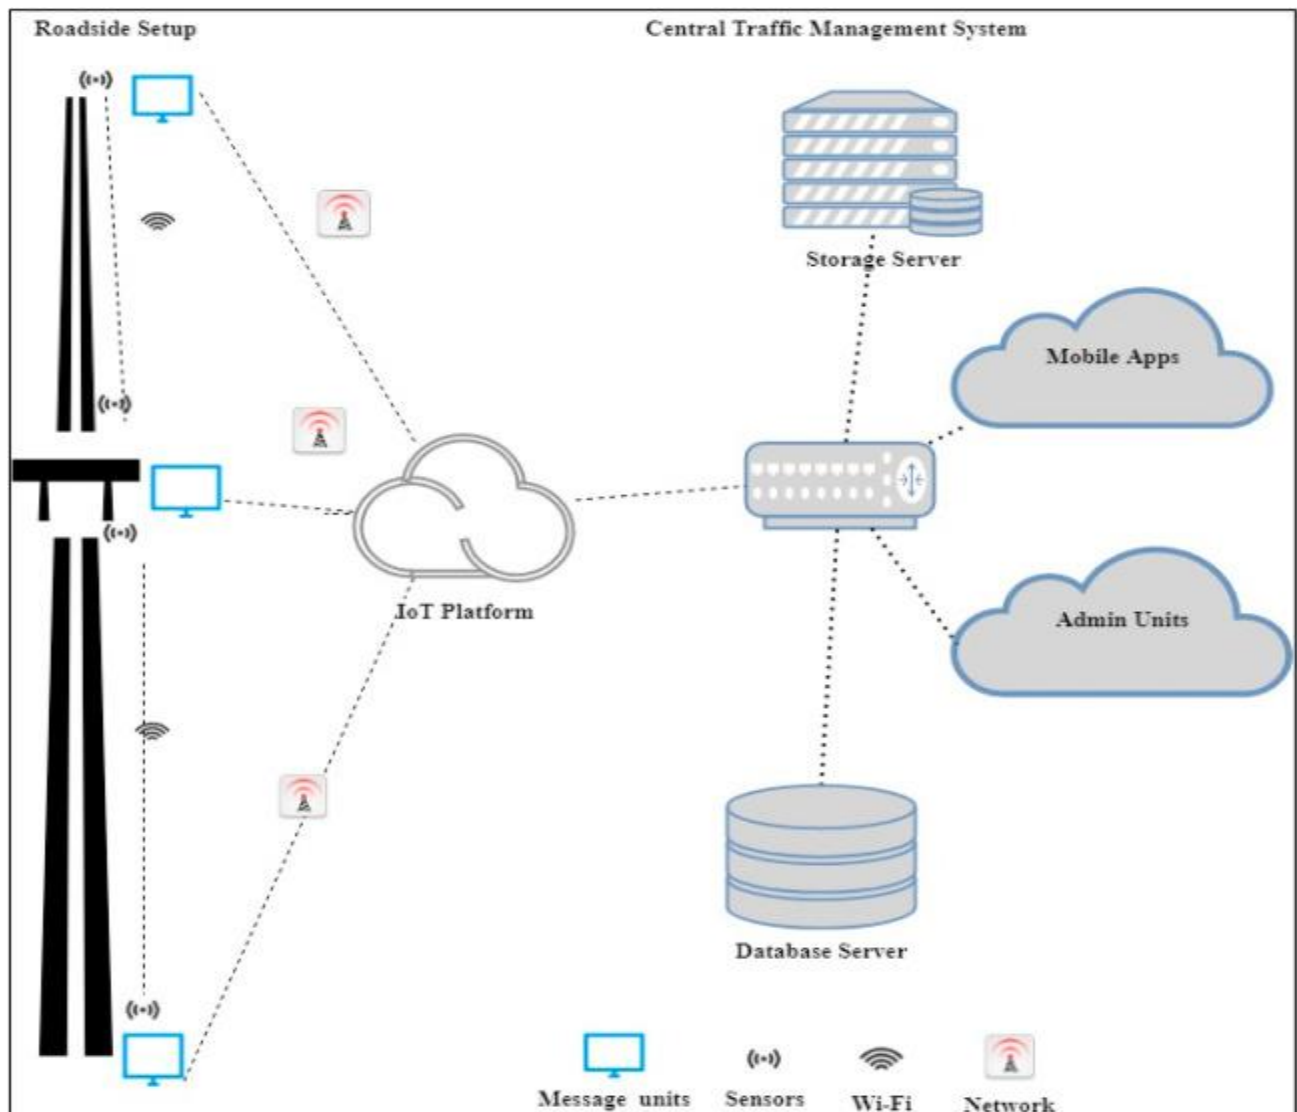 Roadside Setup
Central Traffic Management System
Storage Server
Mobile Apps
IoT Platform
Admin Units
Database Server
Message units
Sensors
Wi-Fi
Network